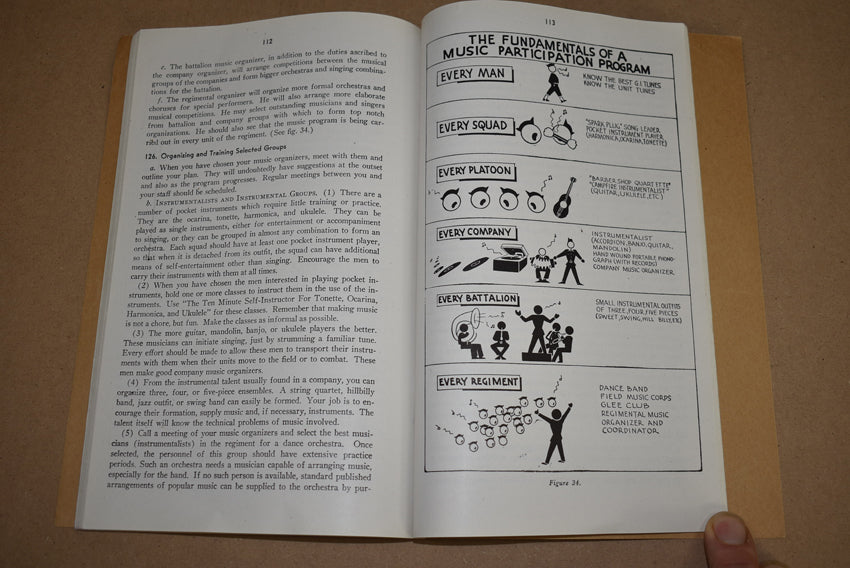 112
e. The battalion music organizer, in addition to the duties ascribed to
the company organizer, will arrange competitions between the musical
groups of the companies and form bigger orchestras and singing combina-
tions for the battalion.
f. The regimental organizer will organize more formal orchestras and
choruses for special performers. He will also arrange more elaborate
musical competitions. He may select outstanding musicians and singers
from battalion and company groups with which to form top notch
organizations. He should also see that the music program is being car-
ribd out in every unit of the regiment. (See fig. 34.)
126. Organizing and Training Selected Groups
a. When you have chosen your music organizers, meet with them and
outline your plan. They will undoubtedly have suggestions at the outset
and also as the program progresses. Regular meetings between you and
your staff should be scheduled.
b. INSTRUMENTALISTS AND INSTRUMENTAL GROUPS. (1) There are a
number of pocket instruments which require little training or practice.
They are the ocarina, tonette, harmonica, and ukulele. They can be
played as single instruments, either for entertainment or accompaniment
to singing, or they can be grouped in almost any combination to form an
orchestra. Each squad should have at least one pocket instrument player,
so that when it is detached from its outfit, the squad can have additional
means of self-entertainment other than singing. Encourage the men to
carry their instruments with them at all times.
(2) When you have chosen the men interested in playing pocket in-
struments, hold one or more classes to instruct them in the use of the in-
struments. Use "The Ten Minute Self-Instructor For Tonette, Ocarina,
Harmonica, and Ukulele" for these classes. Remember that making music
is not a chore, but fun. Make the classes as informal as possible.
(3) The more guitar, mandolin, banjo, or ukulele players the better.
These musicians can initiate singing, just by strumming a familiar tune.
Every effort should be made to allow these men to transport their instru-
ments with them when their units move to the field or to combat. These
men make good company music organizers.
(4) From the instrumental talent usually found in a company, you can
organize three, four, or five-piece ensembles. A string quartet, hillbilly
band, jazz outfit, or swing band can easily be formed. Your job is to en-
courage their formation, supply music and, if necessary, instruments. The
talent itself will know the technical problems of music involved.
(5) Call a meeting of your music organizers and select the best musi-
cians (instrumentalists) in the regiment for a dance orchestra. Once
selected, the personnel of this group should have extensive practice
periods. Such an orchestra needs a musician capable of arranging music,
especially for the band. If no such person is available, standard published
arrangements of popular music can be supplied to the orchestra by pur-
113
THE FUNDAMENTALS OF A
MUSIC PARTICIPATION PROGRAM
EVERY MAN
KNOW THE BEST G.I. TUNES
KNOW THE UNIT TUNES
EVERY SQUAD
"SPARK PLUG" SONG LEADER
POCKET INSTRUMENT PLAYER
(HARMONICA, OCARINA, TONETTE)
EVERY PLATOON
"BARBER SHOP QUARTETTE"
"CAMPFIRE INSTRUMENTALIST"
(GUITAR, UKULELE, ETC.)
EVERY COMPANY
INSTRUMENTALIST
(ACCORDION, BANJO, GUITAR,
MANDOLIN)
HAND WOUND PORTABLE PHONO-
GRAPH (WITH RECORDS)
COMPANY MUSIC ORGANIZER
EVERY BATTALION
SMALL INSTRUMENTAL OUTFITS
OF THREE, FOUR, FIVE PIECES
(SWEET, SWING, HILL BILLY, ETC)
EVERY REGIMENT
DANCE BAND
FIELD MUSIC CORPS
GLEE CLUB
REGIMENTAL MUSIC
ORGANIZER AND
COORDINATOR
Figure 34.